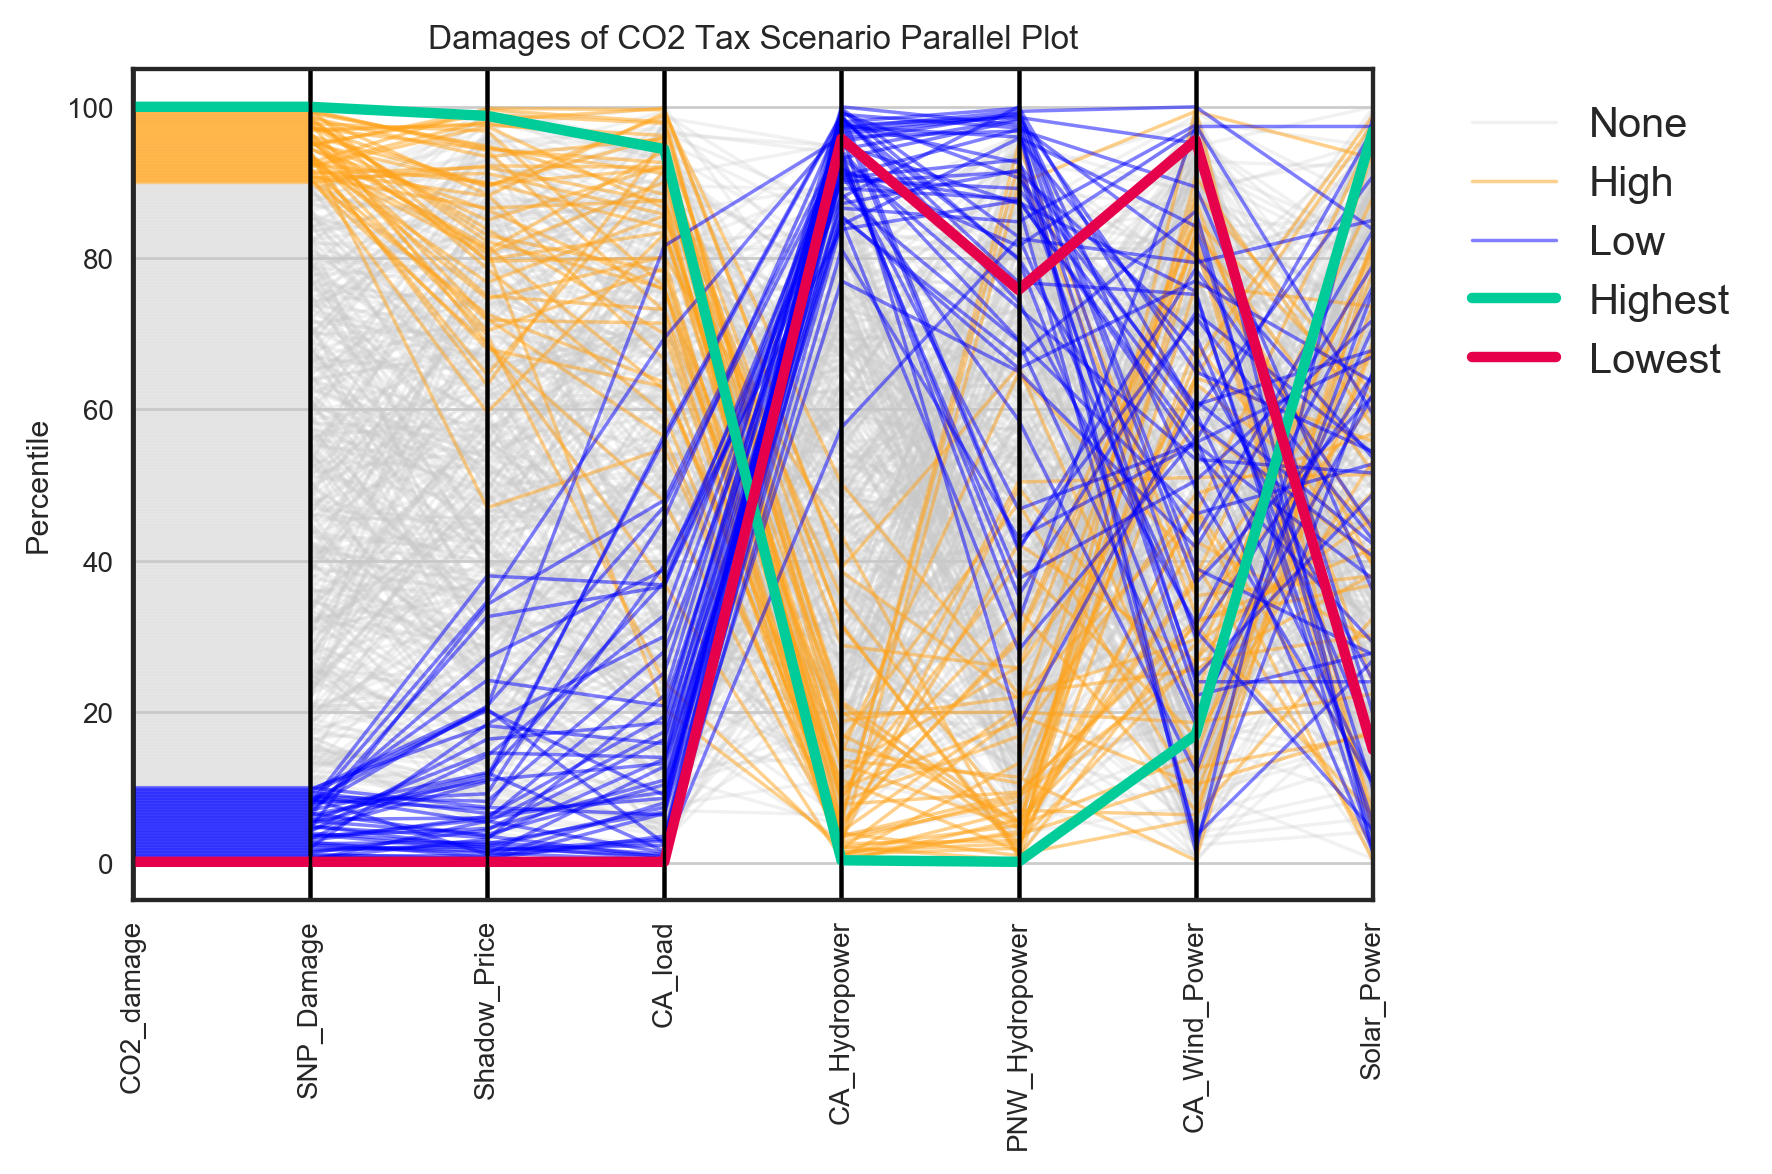 Damages of CO2 Tax Scenario Parallel Plot
Percentile
100
80
60
40
20
0
CO2_damage
SNP_Damage
Shadow_Price
CA_load
CA_Hydropower
PNW_Hydropower
CA_Wind_Power
Solar_Power
None
High
Low
Highest
Lowest